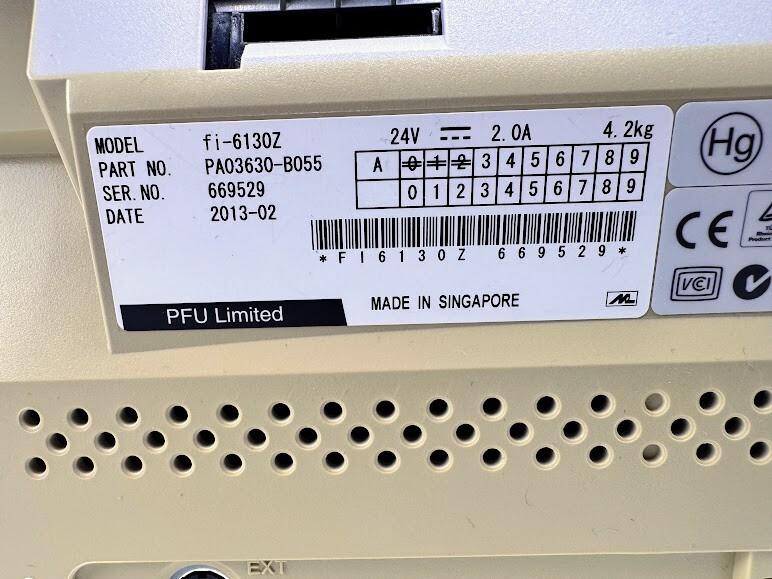 MODEL fi-6130Z
PART NO. PA03630-B055
SER.NO. 669529
DATE 2013-02
24V ⎓ 2.0A 4.2kg
A 0 1 2 3 4 5 6 7 8 9
0 1 2 3 4 5 6 7 8 9
*FI6130Z 669529*
PFU Limited
MADE IN SINGAPORE
Hg
CE
VCI
EXT